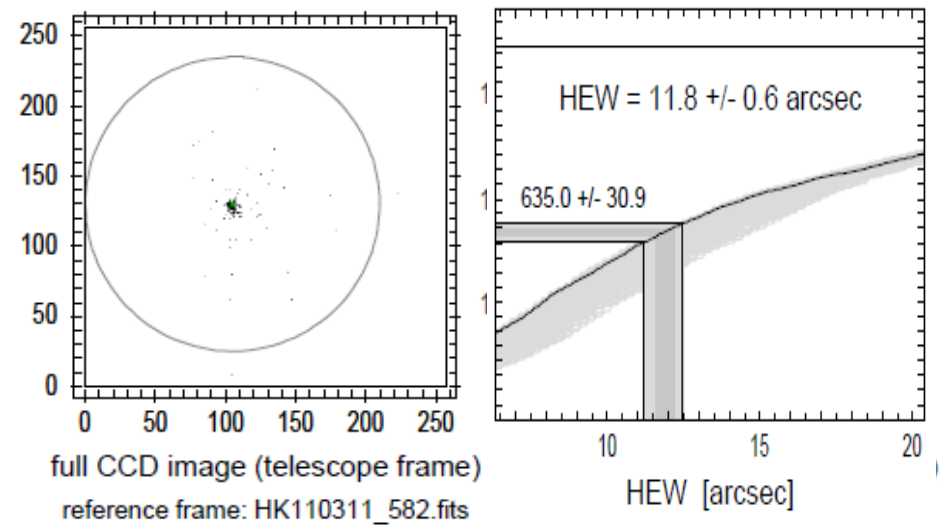 250
200
150
100
50
0
0 50 100 150 200 250
full CCD image (telescope frame)
reference frame: HK110311_582.fits
HEW = 11.8 +/- 0.6 arcsec
1
635.0 +/- 30.9
1
1
10 15 20
HEW [arcsec]